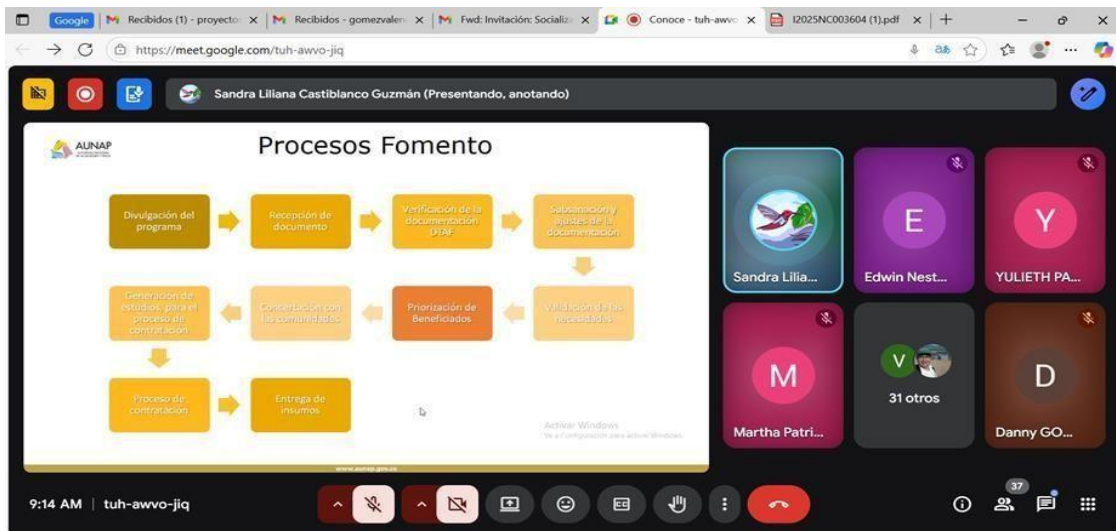 Google
Recibidos (1) - proyecto
Recibidos - gomezvalen
Fwd: Invitación: Socializ
Conoce - tuh-awvo
I2025NC003604 (1).pdf
https://meet.google.com/tuh-awvo-jiq
Sandra Liliana Castiblanco Guzmán (Presentando, anotando)
AUNAP
Procesos Fomento
Divulgación del
programa
Recepción de
documento
Verificación de la
documentación
DTAF
Subsanación y
ajustes de la
documentación
Generación de
estudios para el
proceso de
contratación
Concertación con
las comunidades
Priorización de
Beneficiados
Validación de las
necesidades
Proceso de
contratación
Entrega de
insumos
Activar Windows
Ve a Configuración para activar Windows.
www.aunap.gov.co
Sandra Lilia...
E
Edwin Nest...
Y
YULIETH PA...
M
Martha Patri...
V
31 otros
D
Danny GO...
9:14 AM | tuh-awvo-jiq
37